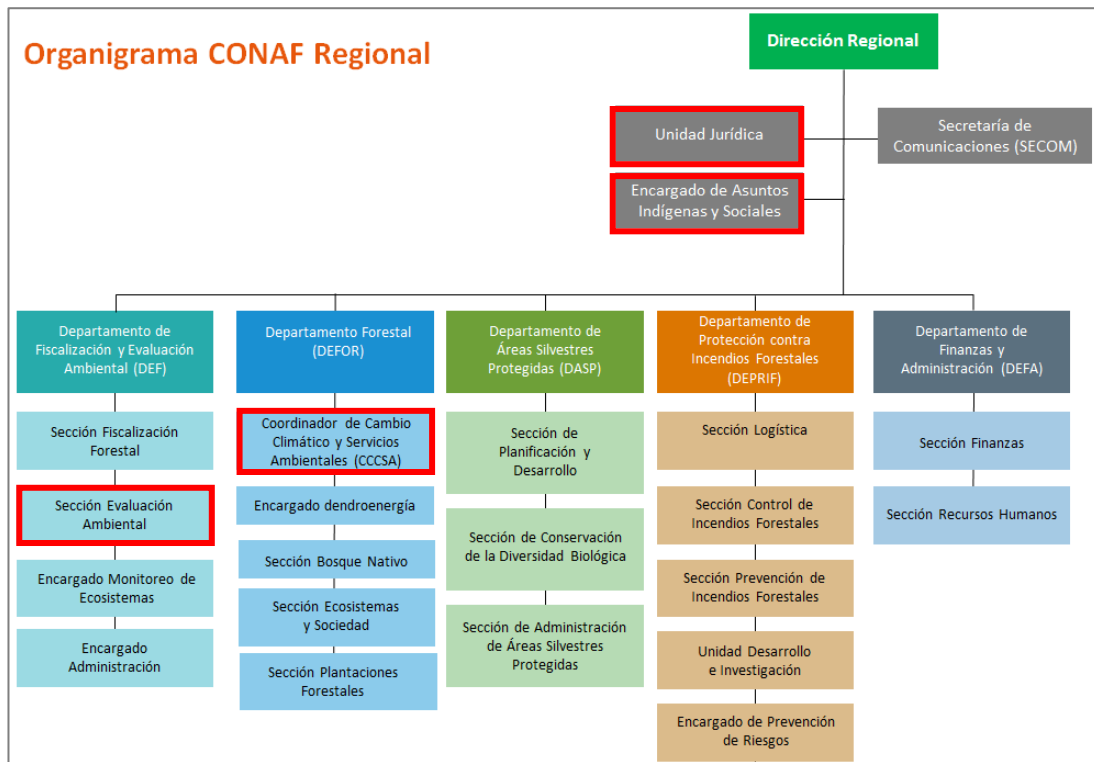 Organigrama CONAF Regional
Dirección Regional
Unidad Jurídica
Secretaría de
Comunicaciones (SECOM)
Encargado de Asuntos
Indígenas y Sociales
Departamento de
Fiscalización y Evaluación
Ambiental (DEF)
Sección Fiscalización
Forestal
Sección Evaluación
Ambiental
Encargado Monitoreo de
Ecosistemas
Encargado
Administración
Departamento Forestal
(DEFOR)
Coordinador de Cambio
Climático y Servicios
Ambientales (CCCSA)
Encargado dendroenergía
Sección Bosque Nativo
Sección Ecosistemas
y Sociedad
Sección Plantaciones
Forestales
Departamento de
Áreas Silvestres
Protegidas (DASP)
Sección de
Planificación y
Desarrollo
Sección de Conservación
de la Diversidad Biológica
Sección de Administración
de Áreas Silvestres
Protegidas
Departamento de
Protección contra
Incendios Forestales
(DEPRIF)
Sección Logística
Sección Control de
Incendios Forestales
Sección Prevención de
Incendios Forestales
Unidad Desarrollo
e Investigación
Encargado de Prevención
de Riesgos
Departamento de
Finanzas y
Administración (DEFA)
Sección Finanzas
Sección Recursos Humanos